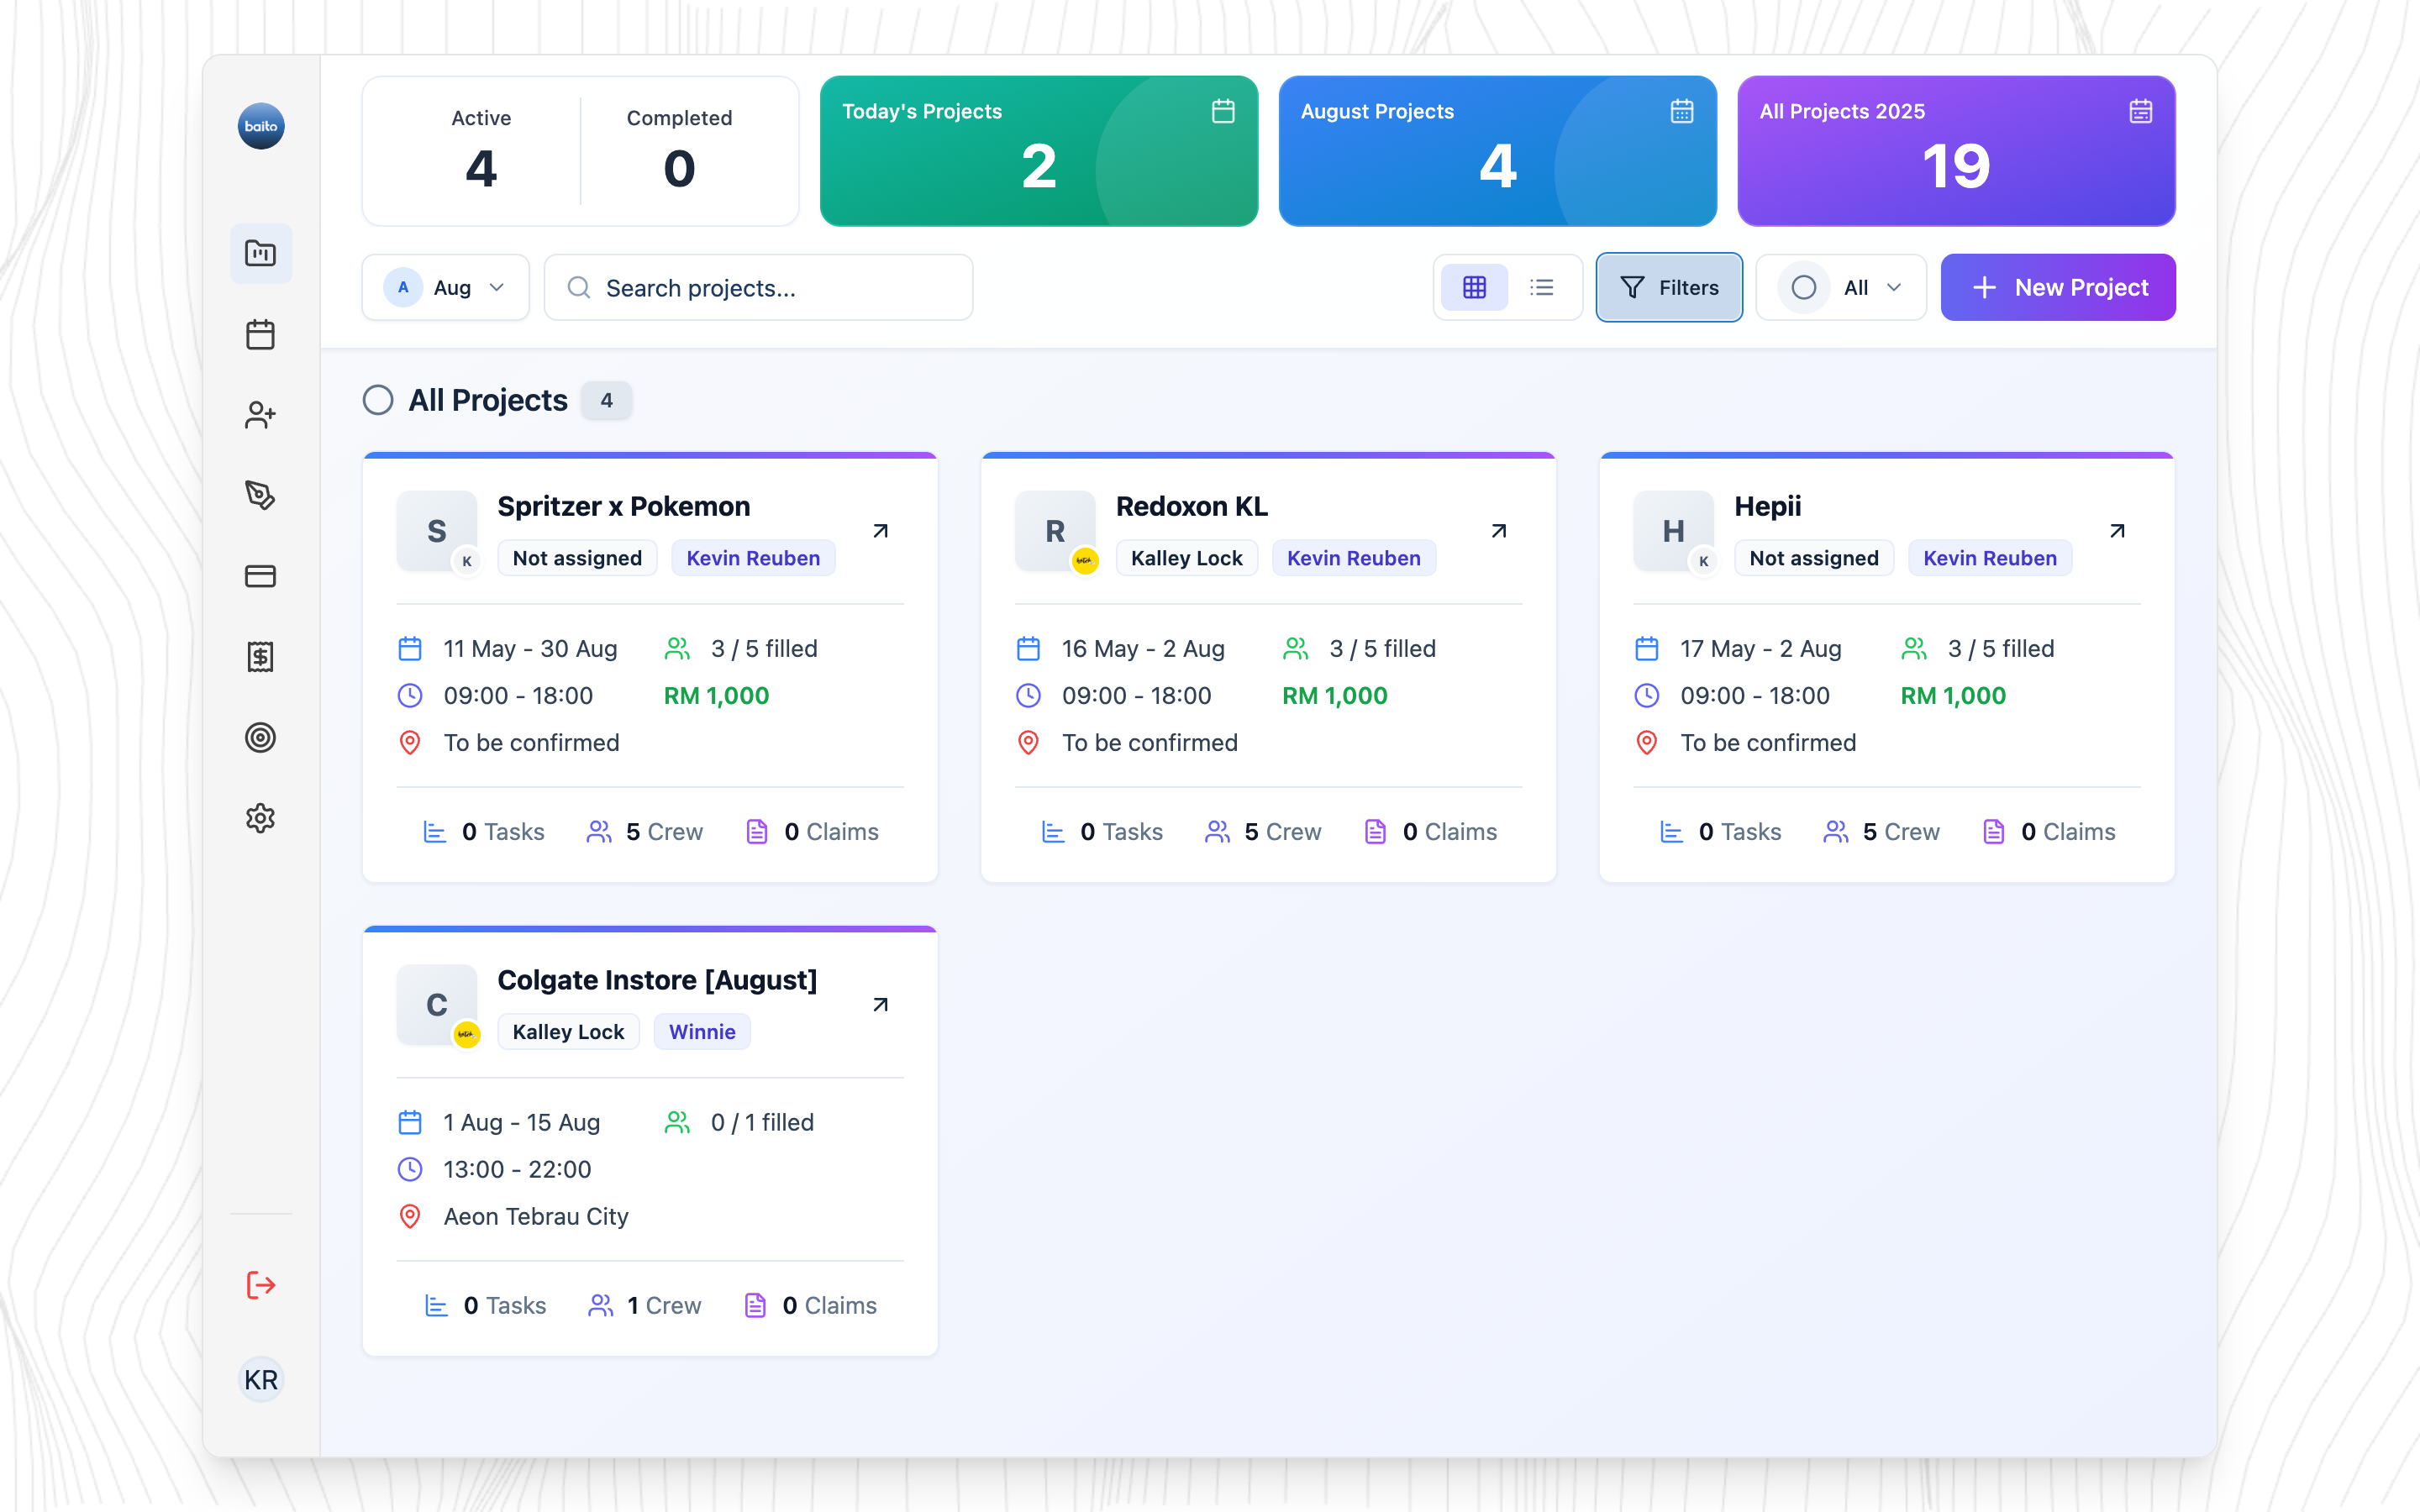 baito
Active
4
Completed
0
Today's Projects
2
August Projects
4
All Projects 2025
19
A
Aug
Search projects...
Filters
All
New Project
All Projects
4
S
K
Spritzer x Pokemon
Not assigned
Kevin Reuben
11 May - 30 Aug
3 / 5 filled
09:00 - 18:00
RM 1,000
To be confirmed
0 Tasks
5 Crew
0 Claims
R
Redoxon KL
Kalley Lock
Kevin Reuben
16 May - 2 Aug
3 / 5 filled
09:00 - 18:00
RM 1,000
To be confirmed
0 Tasks
5 Crew
0 Claims
H
K
Hepii
Not assigned
Kevin Reuben
17 May - 2 Aug
3 / 5 filled
09:00 - 18:00
RM 1,000
To be confirmed
0 Tasks
5 Crew
0 Claims
C
Colgate Instore [August]
Kalley Lock
Winnie
1 Aug - 15 Aug
0 / 1 filled
13:00 - 22:00
Aeon Tebrau City
0 Tasks
1 Crew
0 Claims
KR